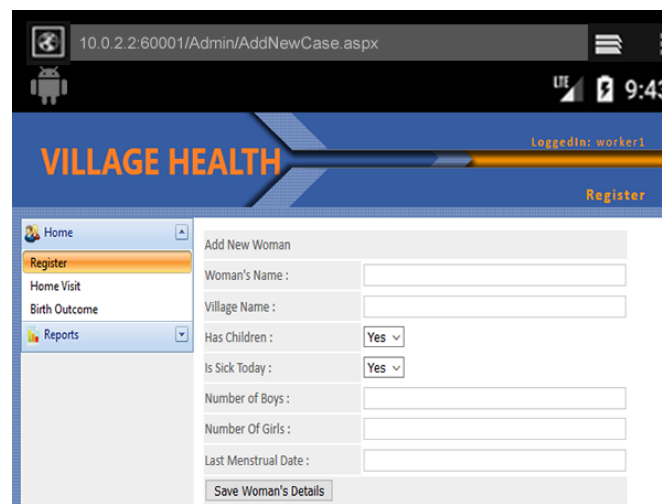 10.0.2.2:60001/Admin/AddNewCase.aspx
LTE 9:43
VILLAGE HEALTH
LoggedIn: worker1
Register
Home
Register
Home Visit
Birth Outcome
Reports
Add New Woman
Woman's Name :
Village Name :
Has Children : Yes
Is Sick Today : Yes
Number of Boys :
Number Of Girls :
Last Menstrual Date :
Save Woman's Details